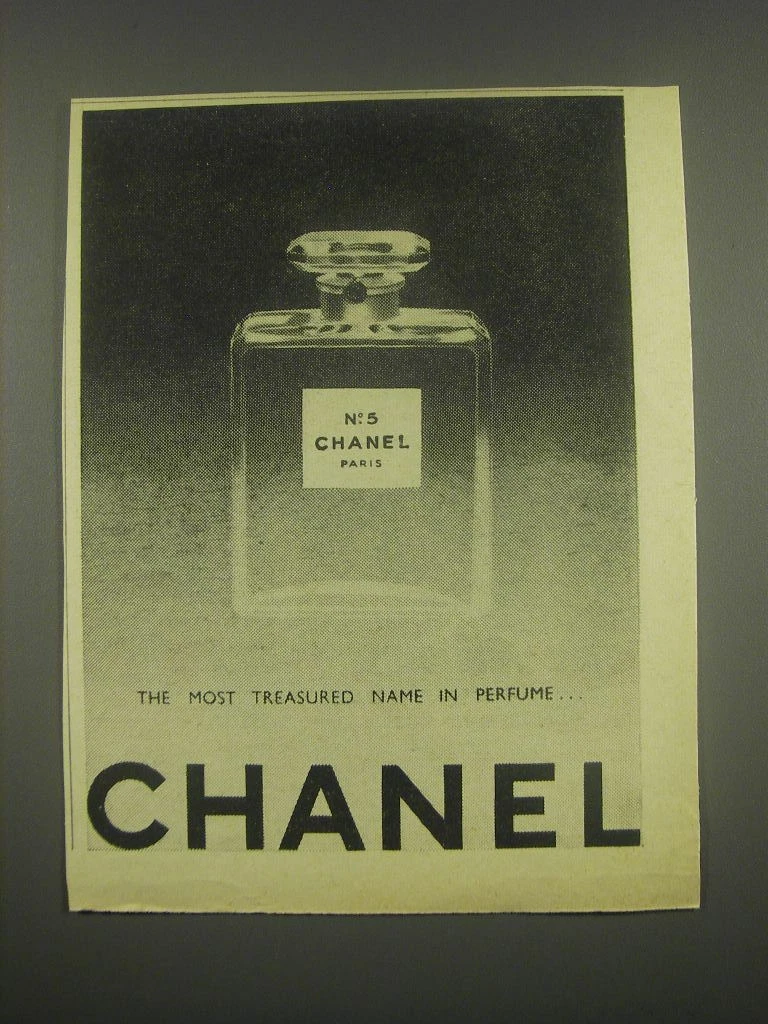 Nº5
CHANEL
PARIS
THE MOST TREASURED NAME IN PERFUME...
CHANEL